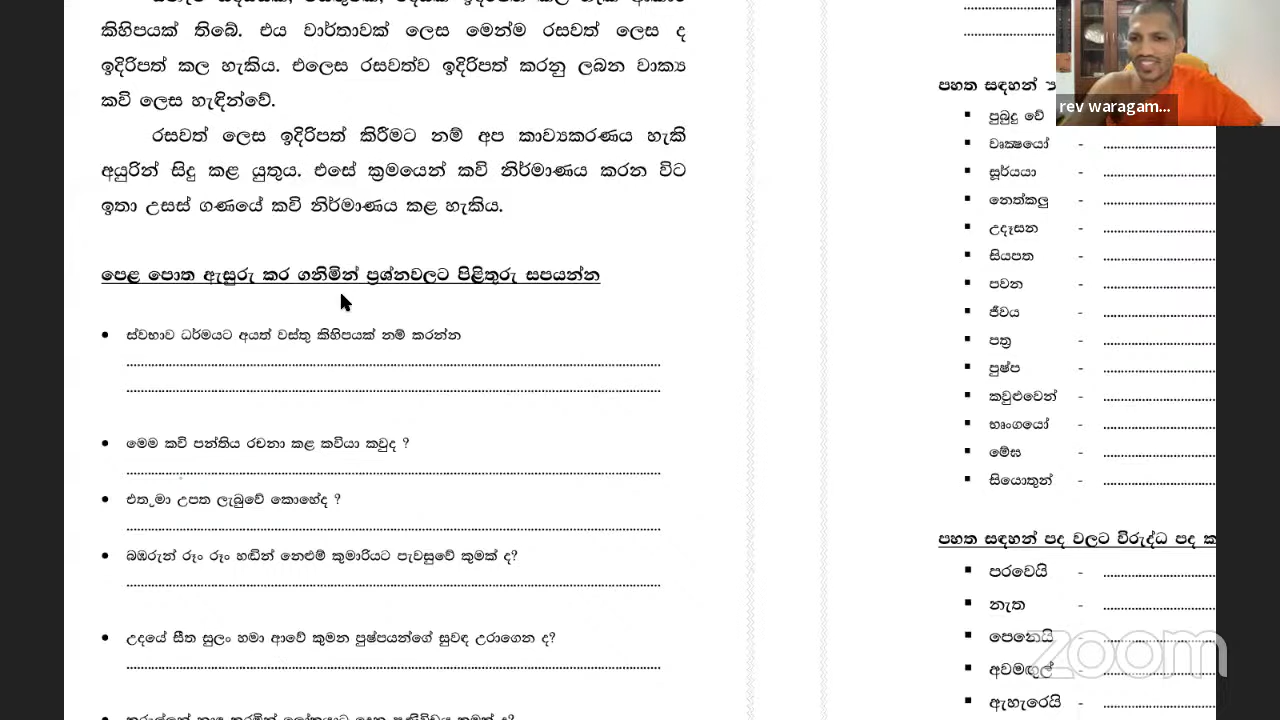 කිහිපයක් තිබේ. එය වාර්තාවක් ලෙස මෙන්ම රසවත් ලෙස ද
ඉදිරිපත් කල හැකිය. එලෙස රසවත්ව ඉදිරිපත් කරනු ලබන වාක්‍ය
කවි ලෙස හැඳින්වේ.
රසවත් ලෙස ඉදිරිපත් කිරීමට නම් අප කාව්‍යකරණය හැකි
අයුරින් සිදු කළ යුතුය. එසේ ක්‍රමයෙන් කවි නිර්මාණය කරන විට
ඉතා උසස් ගණයේ කවි නිර්මාණය කළ හැකිය.
පෙළ පොත ඇසුරු කර ගනිමින් ප්‍රශ්නවලට පිළිතුරු සපයන්න
• ස්වභාව ධර්මයට අයත් වස්තු කිහිපයක් නම් කරන්න
• මෙම කවි පන්තිය රචනා කළ කවියා කවුද ?
• එතුමා උපත ලැබුවේ කොහේද ?
• බඹරුන් රූං රූං හඬින් නෙළුම් කුමාරියට පැවසුවේ කුමක් ද?
• උදයේ සීත සුලං හමා ආවේ කුමන පුෂ්පයන්ගේ සුවඳ උරාගෙන ද?
පහත සඳහන්
▪ පුබුදු වේ
▪ වෘක්‍ෂයෝ -
▪ සූර්යයා -
▪ නෙත්කලු -
▪ උදෑසන -
▪ සියපත -
▪ පවන -
▪ ජීවය -
▪ පත්‍ර -
▪ පුෂ්ප -
▪ කවුළුවෙන් -
▪ භෘංගයෝ -
▪ මේඝ -
▪ සියොතුන් -
පහත සඳහන් පද වලට විරුද්ධ පද ක
▪ පරවෙයි -
▪ නැත -
▪ පෙනෙයි -
▪ අවමඟුල් -
▪ ඇහැරෙයි -
rev waragam...
zoom